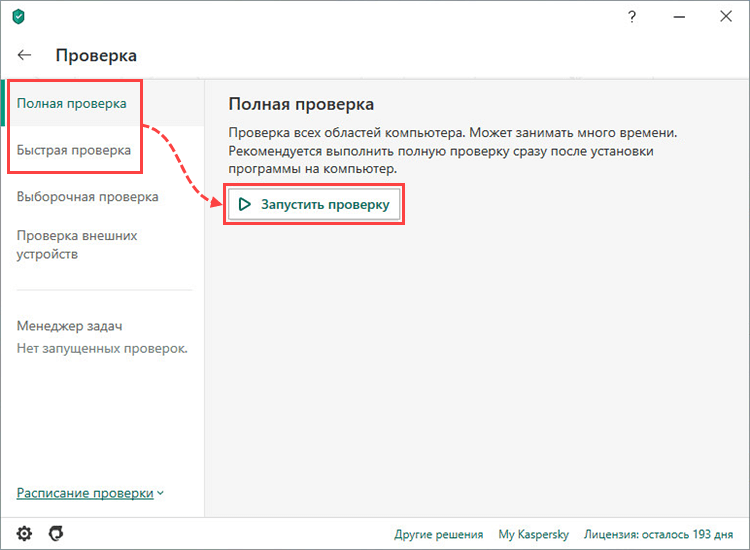 ?
Проверка
Полная проверка
Быстрая проверка
Выборочная проверка
Проверка внешних
устройств
Менеджер задач
Нет запущенных проверок.
Расписание проверки
Полная проверка
Проверка всех областей компьютера. Может занимать много времени.
Рекомендуется выполнить полную проверку сразу после установки
программы на компьютер.
Запустить проверку
Другие решения My Kaspersky Лицензия: осталось 193 дня